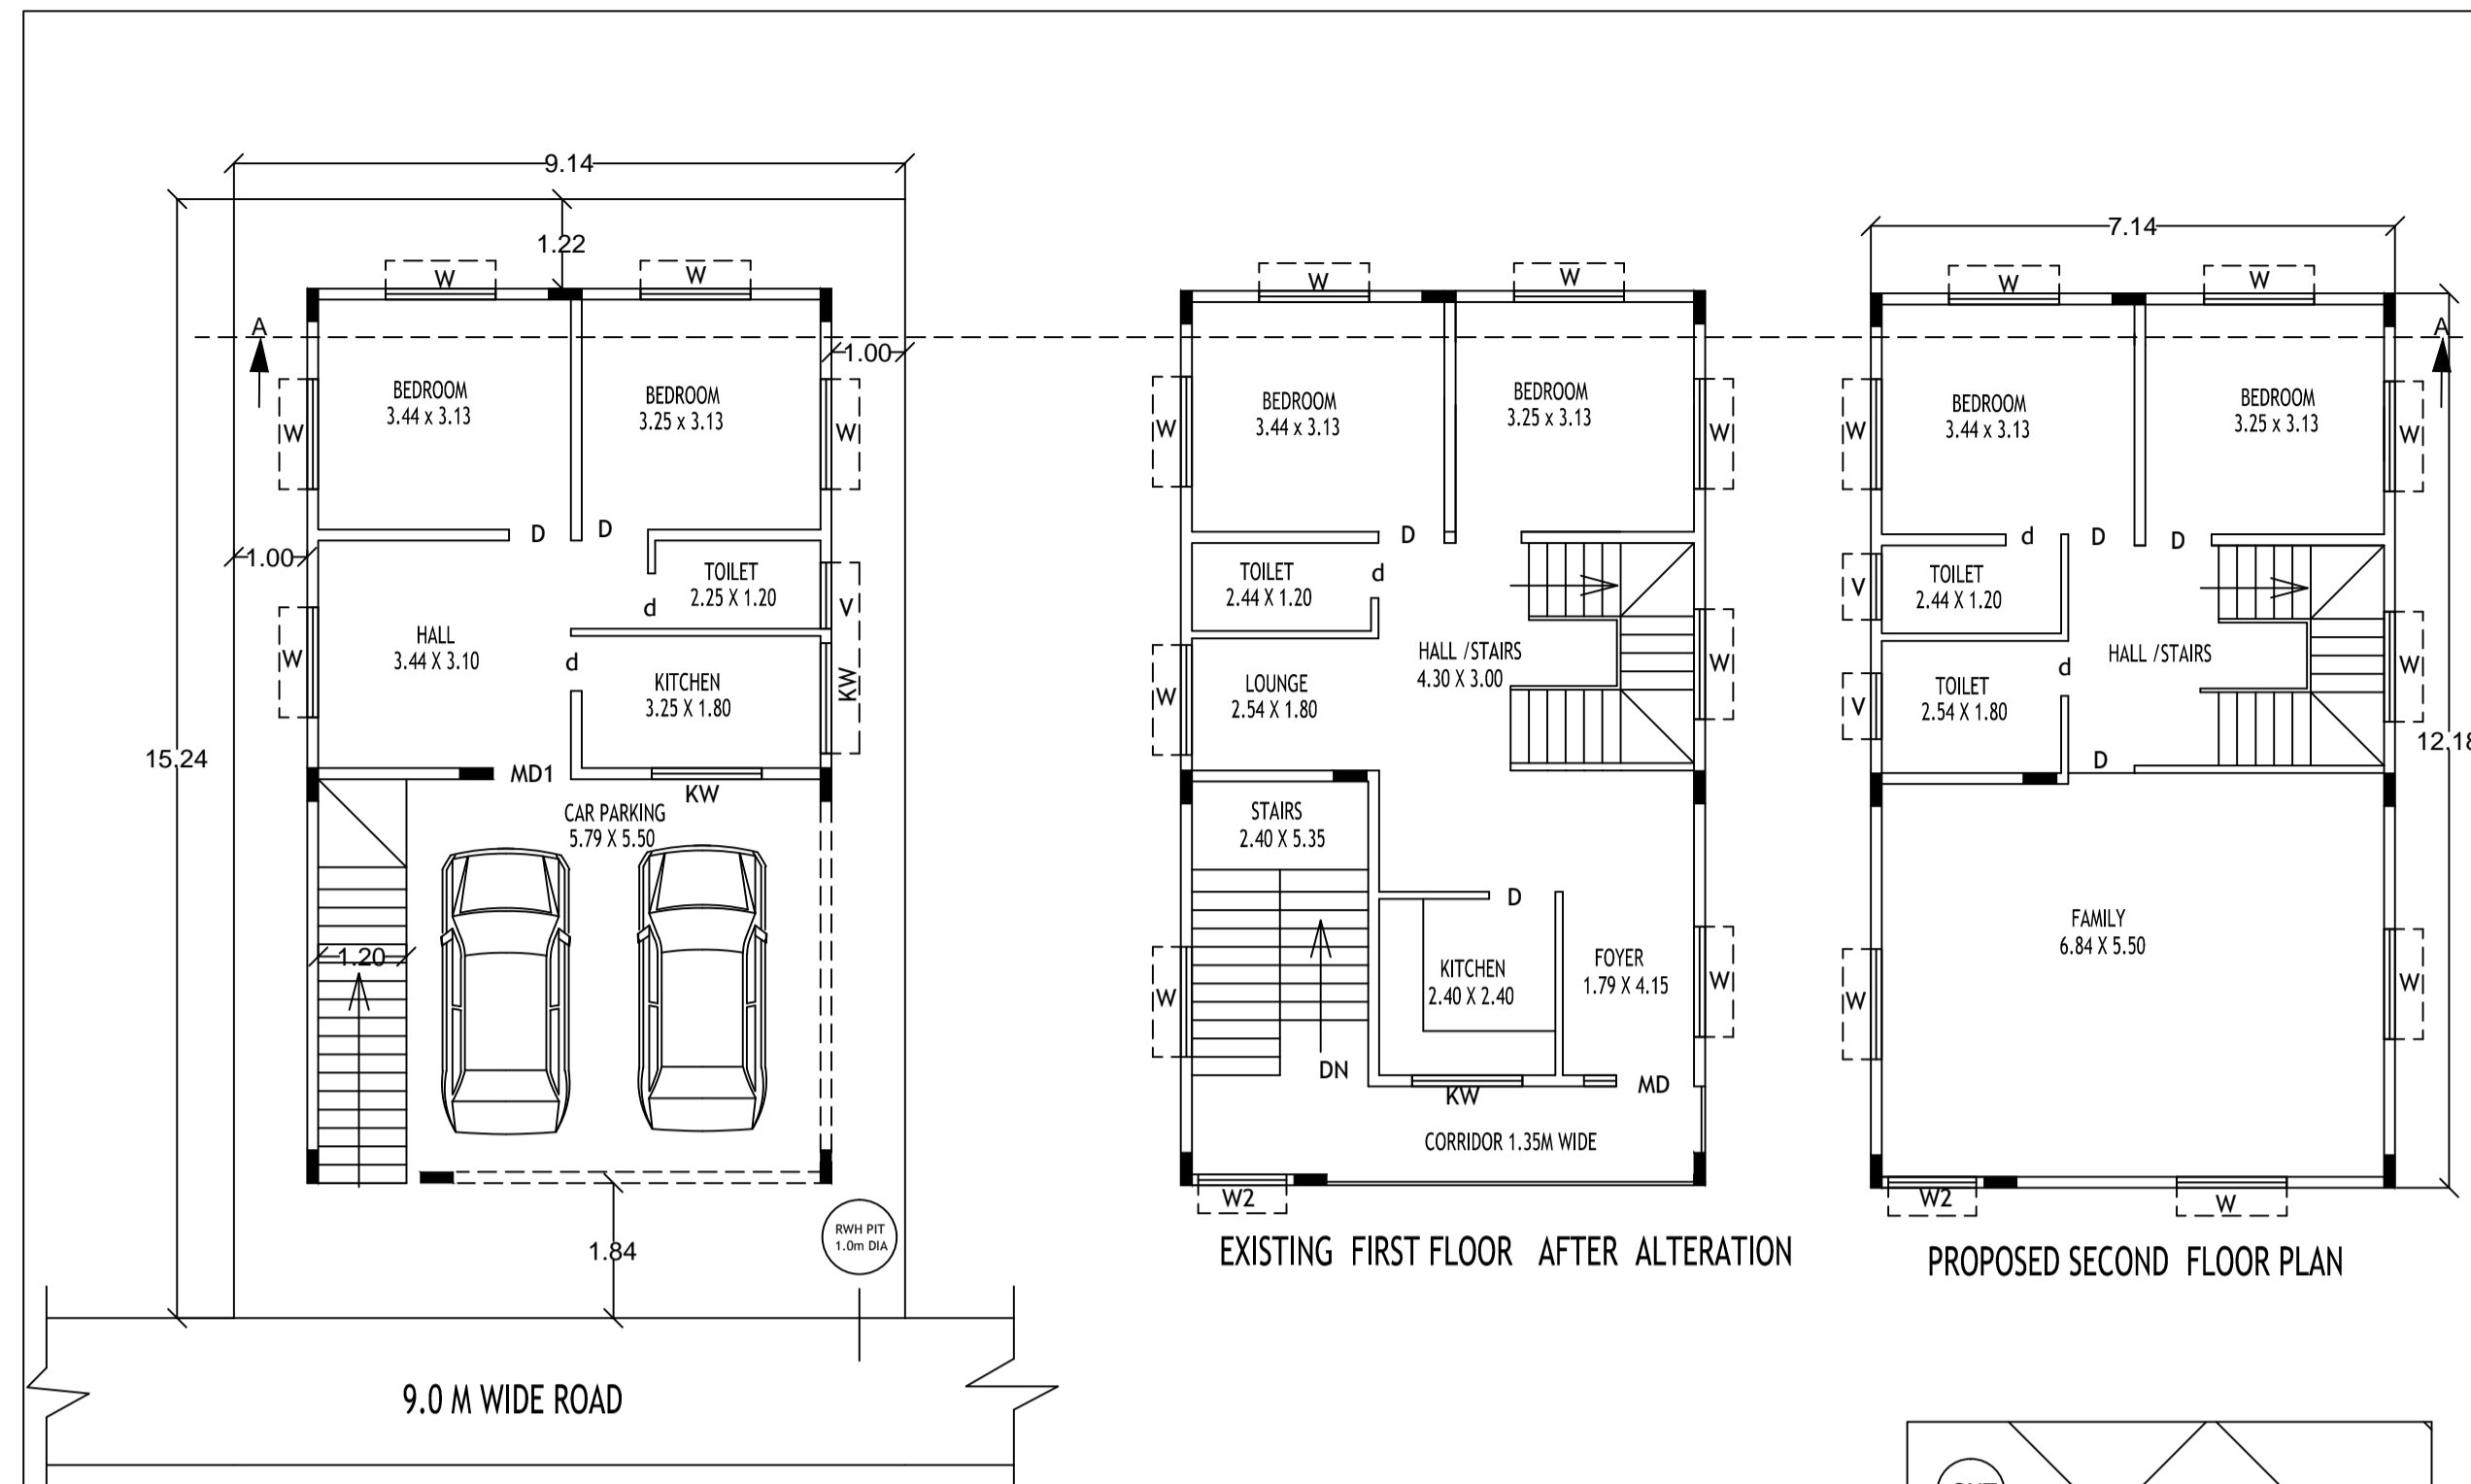 9.14
1.22
W
W
A
1.00
W
BEDROOM
3.44 x 3.13
BEDROOM
3.25 x 3.13
W
D
D
1.00
TOILET
2.25 X 1.20
V
d
W
HALL
3.44 X 3.10
d
KITCHEN
3.25 X 1.80
KW
15.24
MD1
KW
CAR PARKING
5.79 X 5.50
1.20
1.84
RWH PIT
1.0m DIA
9.0 M WIDE ROAD
W
W
W
BEDROOM
3.44 x 3.13
BEDROOM
3.25 x 3.13
W
D
TOILET
2.44 X 1.20
d
W
LOUNGE
2.54 X 1.80
HALL /STAIRS
4.30 X 3.00
W
STAIRS
2.40 X 5.35
D
W
KITCHEN
2.40 X 2.40
FOYER
1.79 X 4.15
W
DN
KW
MD
CORRIDOR 1.35M WIDE
W2
EXISTING FIRST FLOOR AFTER ALTERATION
7.14
W
W
A
W
BEDROOM
3.44 x 3.13
BEDROOM
3.25 x 3.13
W
d
D
D
V
TOILET
2.44 X 1.20
HALL /STAIRS
W
d
V
TOILET
2.54 X 1.80
D
12.18
FAMILY
6.84 X 5.50
W
W
W2
W
PROPOSED SECOND FLOOR PLAN